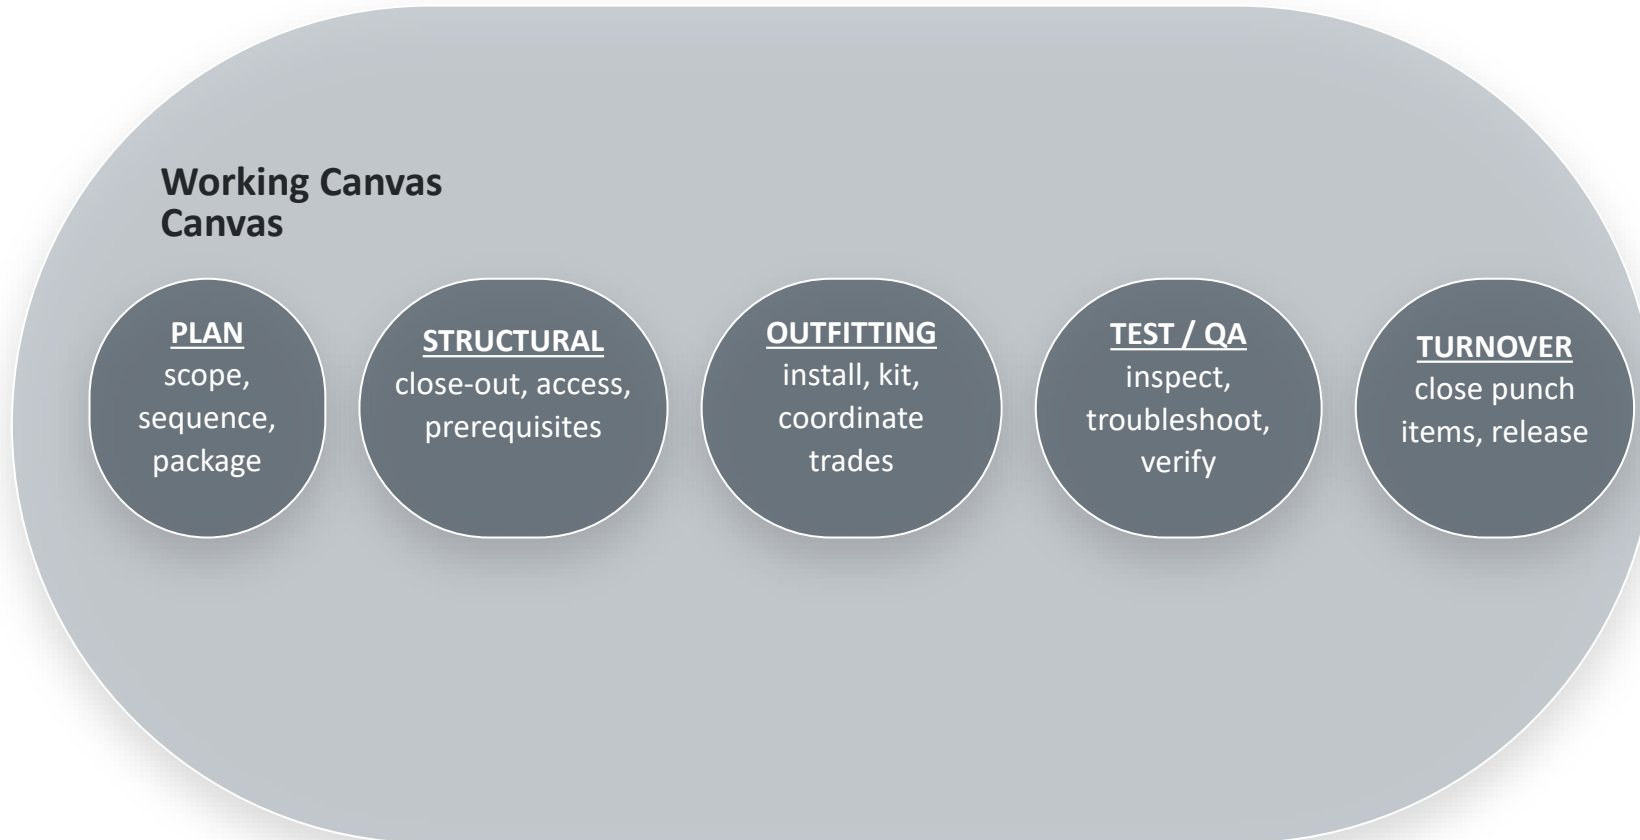 Working Canvas
Canvas
PLAN
scope,
sequence,
package
STRUCTURAL
close-out, access,
prerequisites
OUTFITTING
install, kit,
coordinate
trades
TEST / QA
inspect,
troubleshoot,
verify
TURNOVER
close punch
items, release